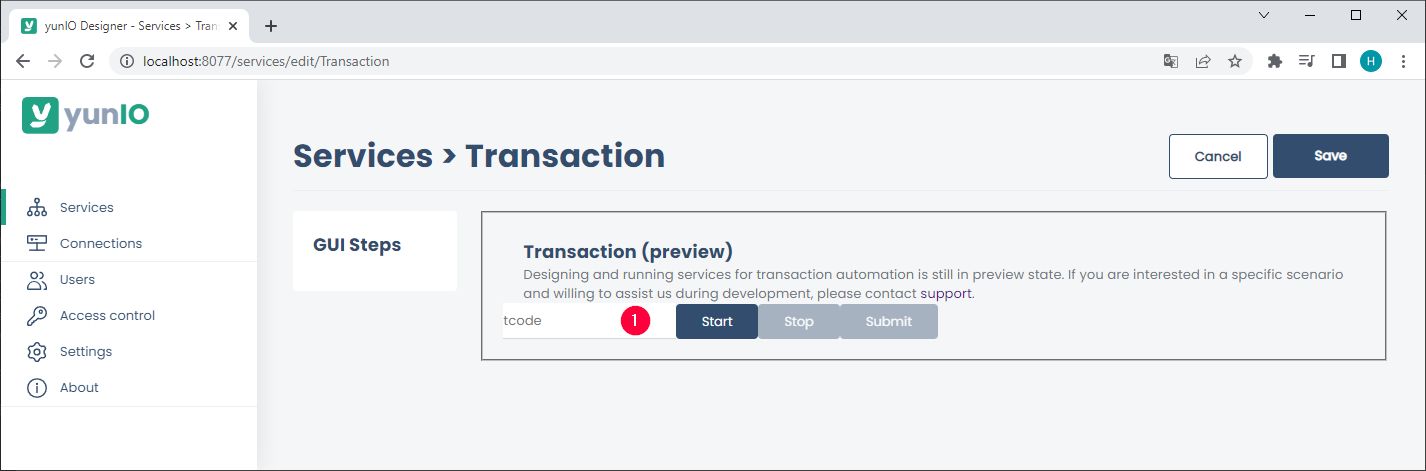 yunIO Designer - Services > Tran
localhost:8077/services/edit/Transaction
H
yunIO
Services > Transaction
Cancel
Save
Services
Connections
Users
Access control
Settings
About
GUI Steps
Transaction (preview)
Designing and running services for transaction automation is still in preview state. If you are interested in a specific scenario
and willing to assist us during development, please contact support.
tcode
1
Start
Stop
Submit